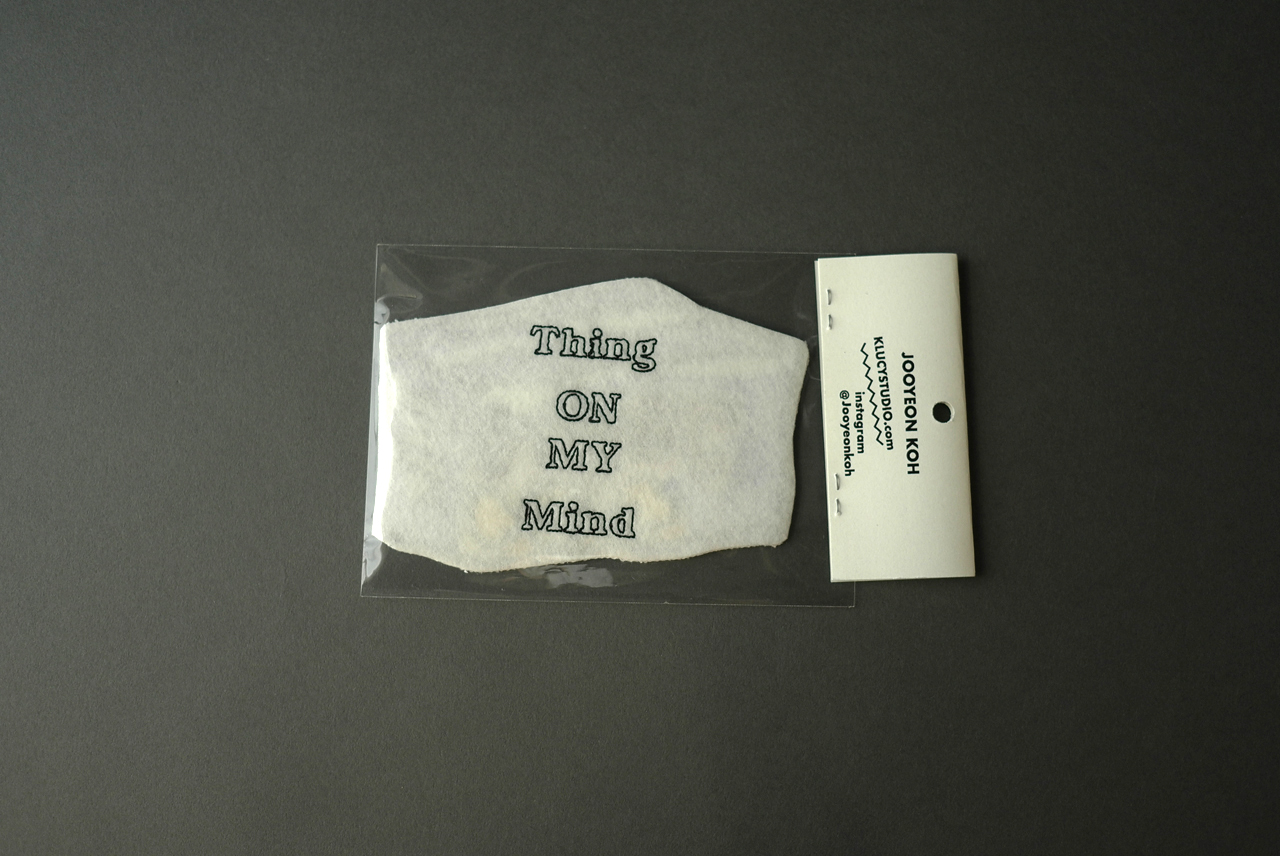 Thing
ON
MY
Mind
JOOYEON KOH
KLUCYSTUDIO.com
instagram
@Jooyeonkoh